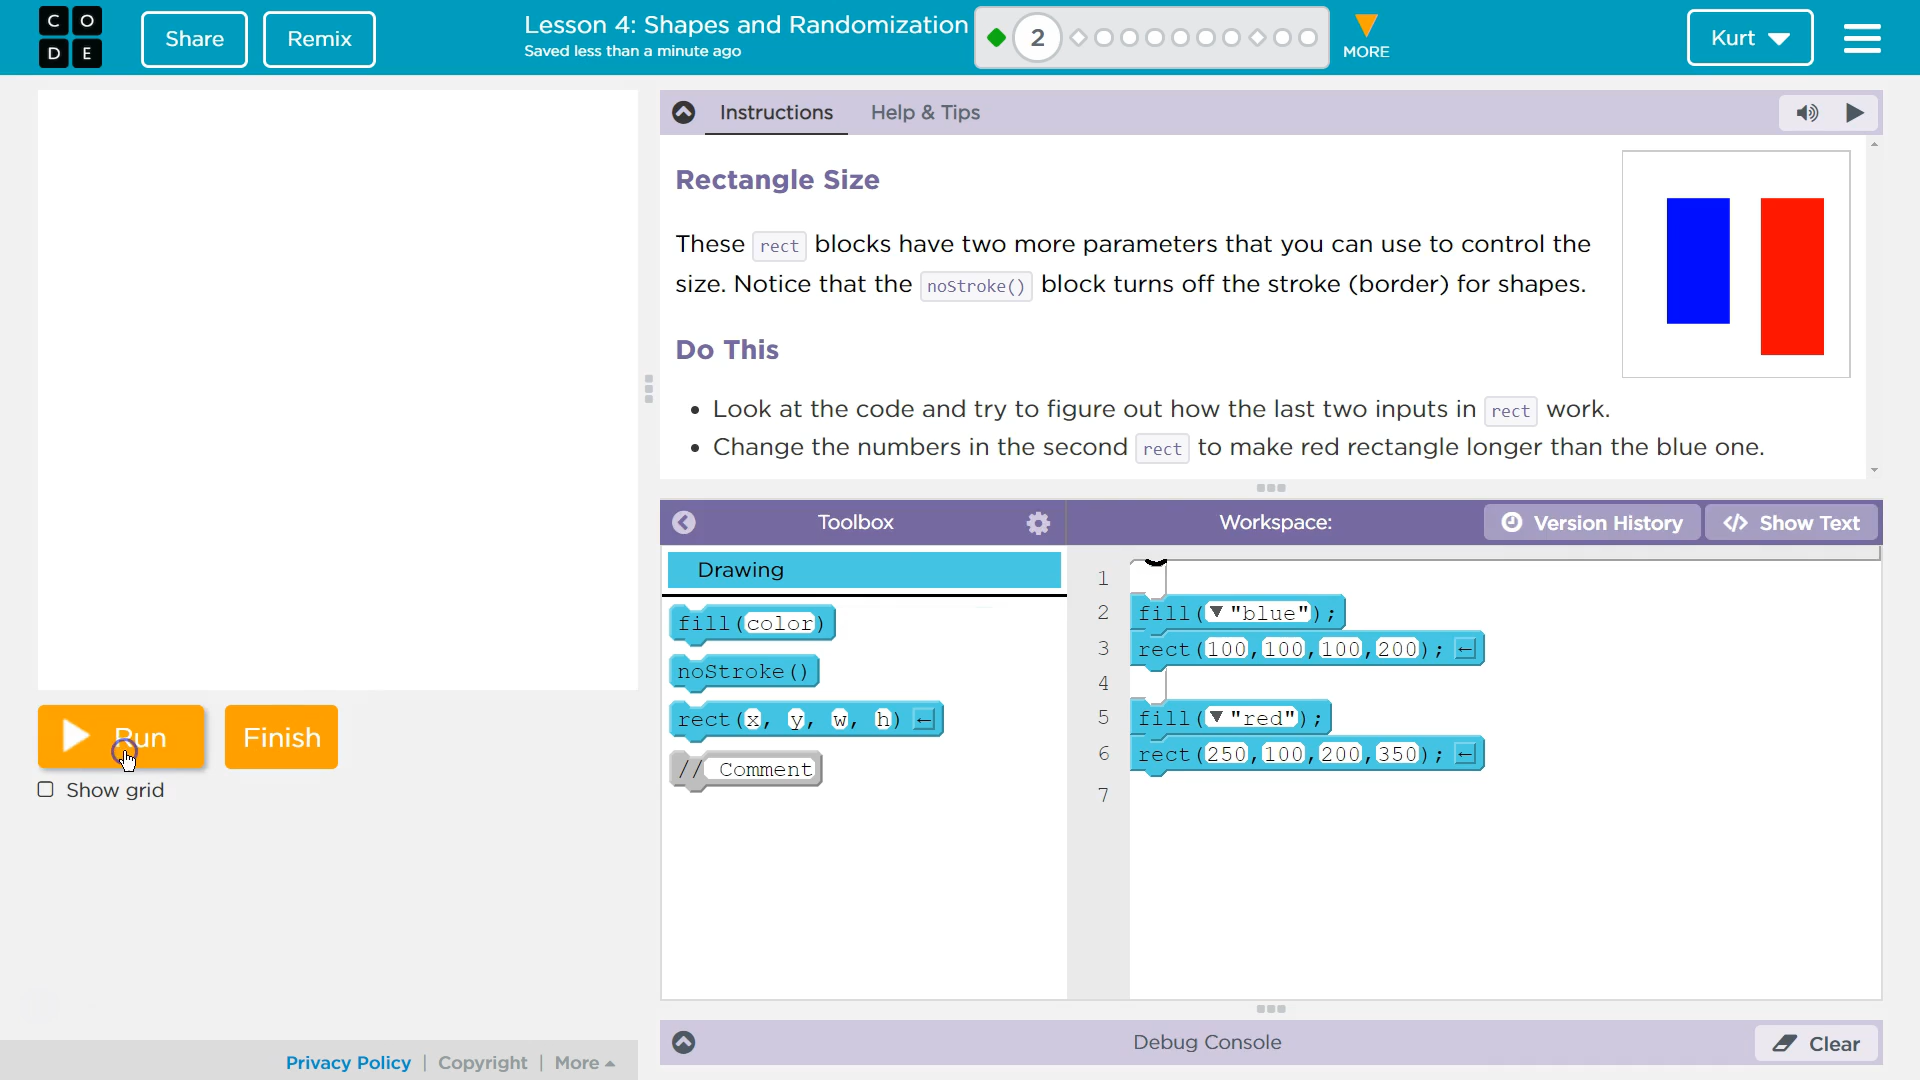 C O
D E
Share
Remix
Lesson 4: Shapes and Randomization
Saved less than a minute ago
2
MORE
Kurt
Instructions
Help & Tips
Rectangle Size
These rect blocks have two more parameters that you can use to control the
size. Notice that the noStroke() block turns off the stroke (border) for shapes.
Do This
• Look at the code and try to figure out how the last two inputs in rect work.
• Change the numbers in the second rect to make red rectangle longer than the blue one.
Run
Finish
Show grid
Toolbox
Workspace:
Version History
</> Show Text
Drawing
fill(color)
noStroke()
rect(x, y, w, h) ←
// Comment
1
2 fill(▼ "blue");
3 rect(100,100,100,200); ←
4
5 fill(▼ "red");
6 rect(250,100,200,350); ←
7
Debug Console
Clear
Privacy Policy | Copyright | More